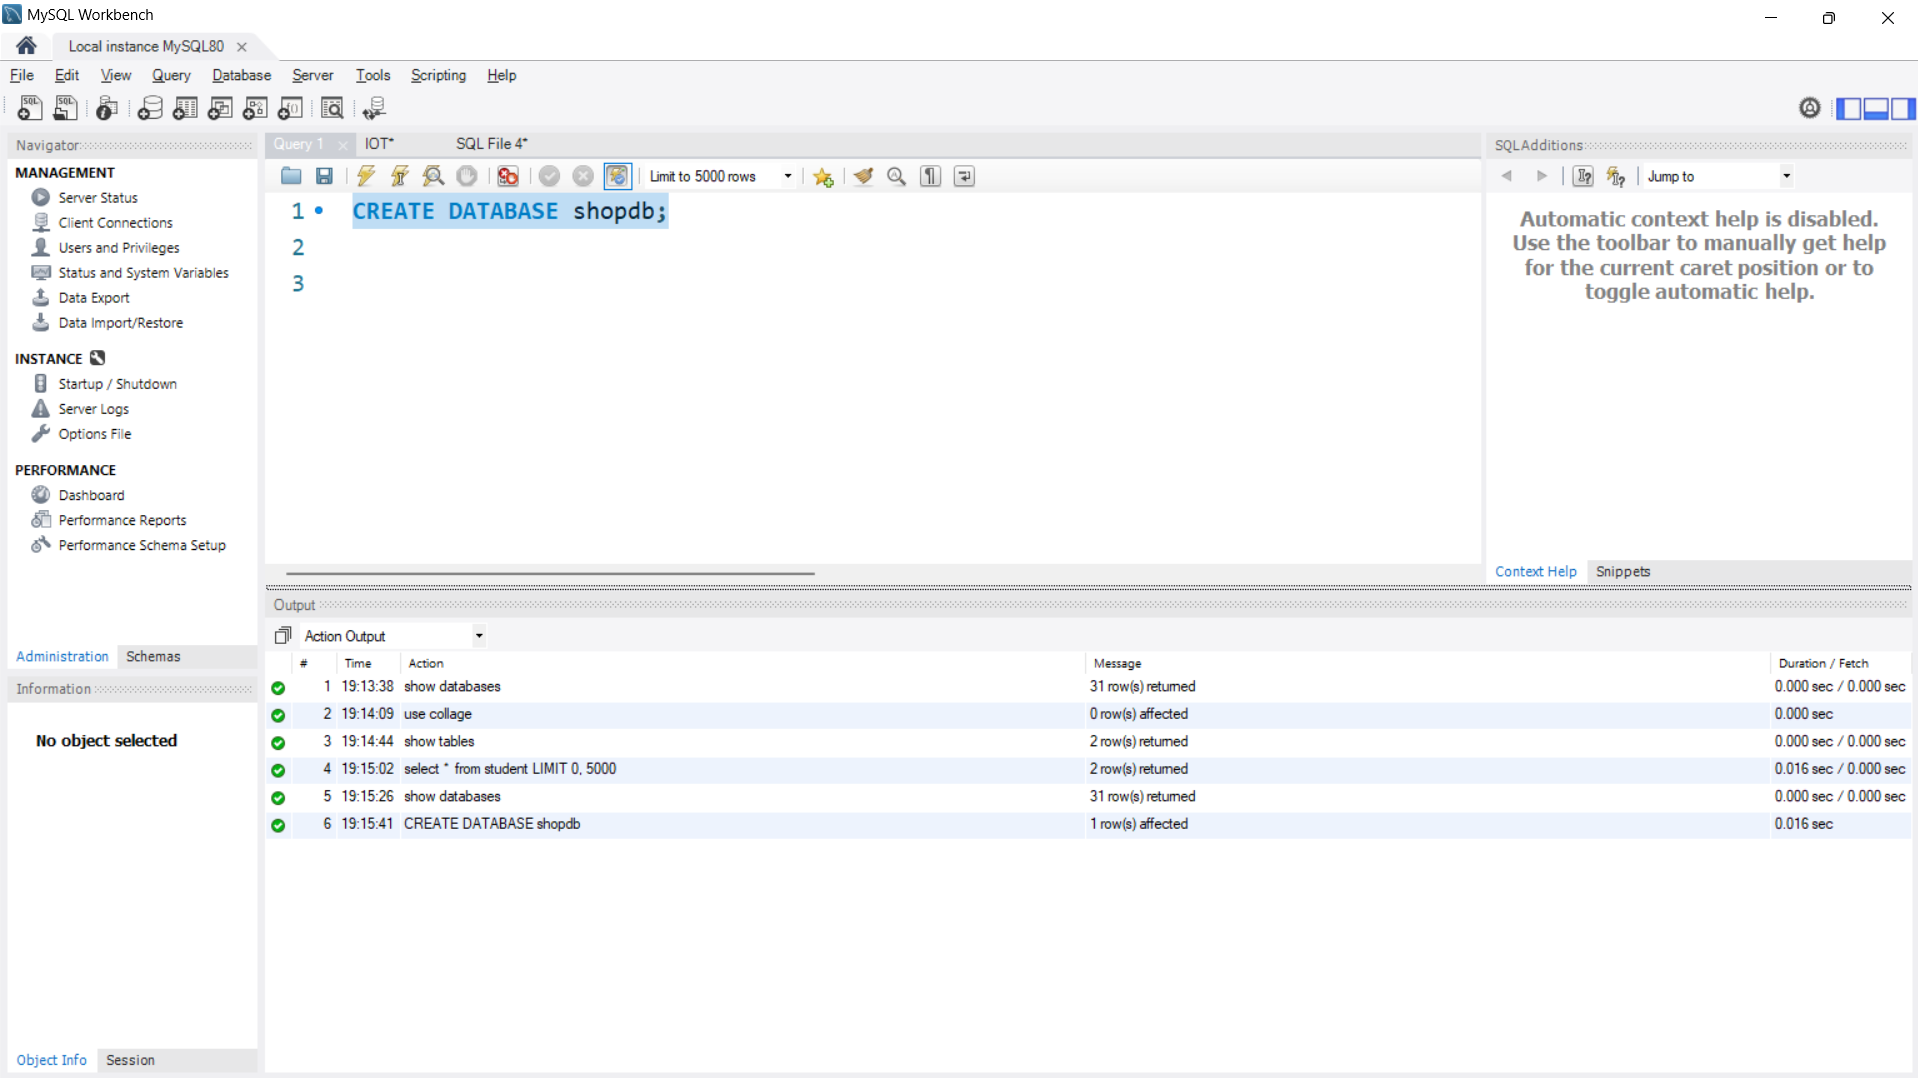 MySQL Workbench
Local instance MySQL80
File Edit View Query Database Server Tools Scripting Help
Navigator
MANAGEMENT
Server Status
Client Connections
Users and Privileges
Status and System Variables
Data Export
Data Import/Restore
INSTANCE
Startup / Shutdown
Server Logs
Options File
PERFORMANCE
Dashboard
Performance Reports
Performance Schema Setup
Administration Schemas
Information
No object selected
Object Info Session
Query 1 IOT* SQL File 4*
Limit to 5000 rows
1 CREATE DATABASE shopdb;
2
3
SQLAdditions
Jump to
Automatic context help is disabled.
Use the toolbar to manually get help
for the current caret position or to
toggle automatic help.
Context Help Snippets
Output
Action Output
# Time Action Message Duration / Fetch
1 19:13:38 show databases 31 row(s) returned 0.000 sec / 0.000 sec
2 19:14:09 use collage 0 row(s) affected 0.000 sec
3 19:14:44 show tables 2 row(s) returned 0.000 sec / 0.000 sec
4 19:15:02 select * from student LIMIT 0, 5000 2 row(s) returned 0.016 sec / 0.000 sec
5 19:15:26 show databases 31 row(s) returned 0.000 sec / 0.000 sec
6 19:15:41 CREATE DATABASE shopdb 1 row(s) affected 0.016 sec